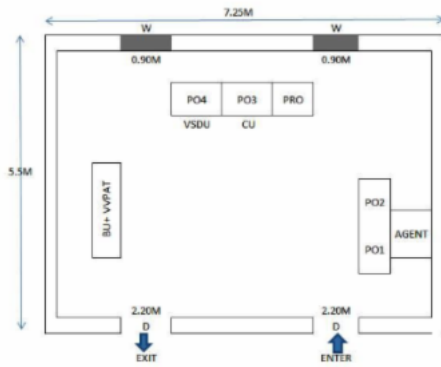 7.25M
W
W
0.90M
0.90M
PO4
PO3
PRO
VSDU
CU
5.5M
BU+ VVPAT
PO2
AGENT
PO1
2.20M
2.20M
D
D
EXIT
ENTER